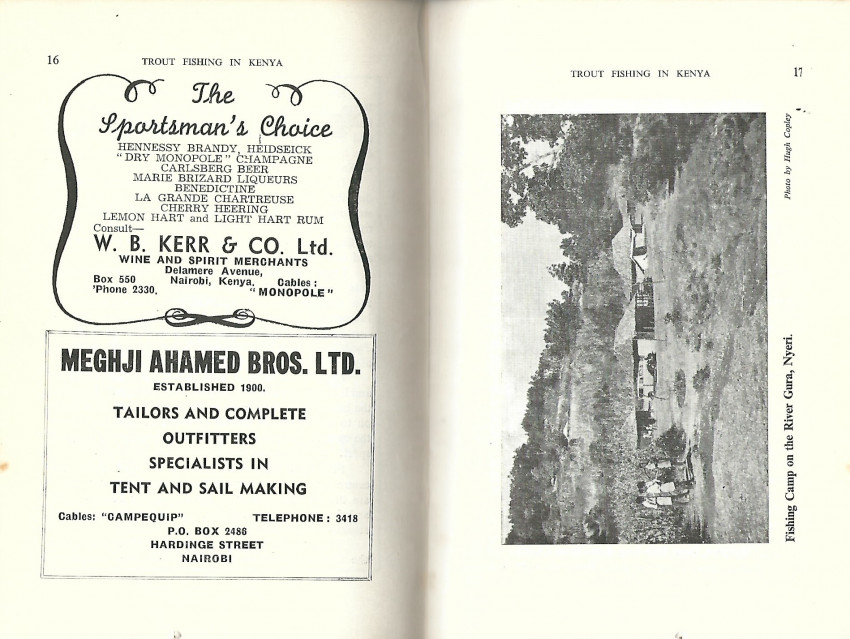 16
TROUT FISHING IN KENYA
The
Sportsman's Choice
HENNESSY BRANDY, HEIDSEICK
"DRY MONOPOLE" CHAMPAGNE
CARLSBERG BEER
MARIE BRIZARD LIQUEURS
BENEDICTINE
LA GRANDE CHARTREUSE
CHERRY HEERING
LEMON HART and LIGHT HART RUM
Consult—
W. B. KERR & CO. Ltd.
WINE AND SPIRIT MERCHANTS
Delamere Avenue,
Box 550 Nairobi, Kenya. Cables:
'Phone 2330. "MONOPOLE"
MEGHJI AHAMED BROS. LTD.
ESTABLISHED 1900.
TAILORS AND COMPLETE
OUTFITTERS
SPECIALISTS IN
TENT AND SAIL MAKING
Cables: "CAMPEQUIP" TELEPHONE: 3418
P.O. BOX 2486
HARDINGE STREET
NAIROBI
TROUT FISHING IN KENYA
17
Photo by Hugh Copley
Fishing Camp on the River Gura, Nyeri.